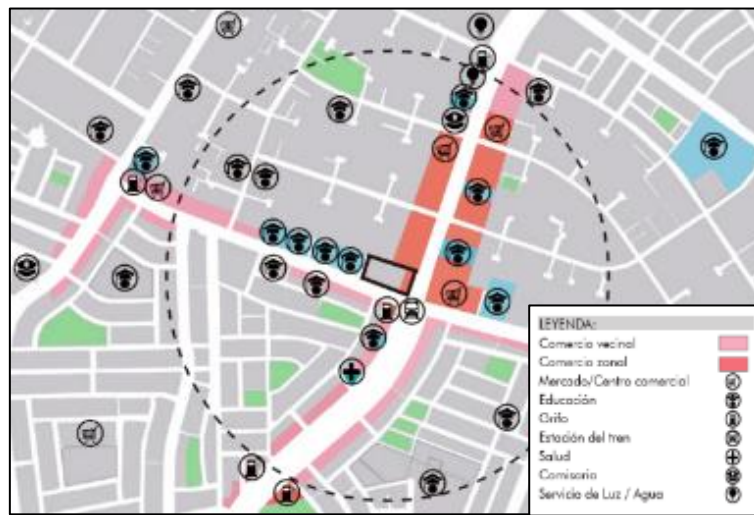 LEYENDA:
Comercio vecinal
Comercio zonal
Mercado/Centro comercial
Educación
Grifo
Estación del tren
Salud
Comisaria
Servicio de Luz / Agua